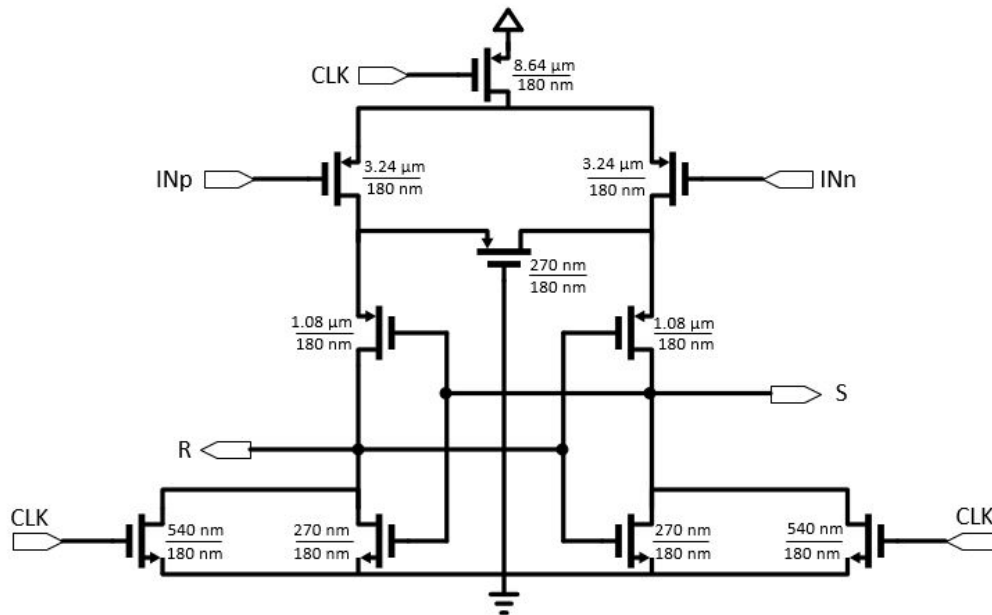 CLK
8.64 µm
180 nm
INp
3.24 µm
180 nm
3.24 µm
180 nm
INn
270 nm
180 nm
1.08 µm
180 nm
1.08 µm
180 nm
S
R
CLK
540 nm
180 nm
270 nm
180 nm
270 nm
180 nm
540 nm
180 nm
CLK